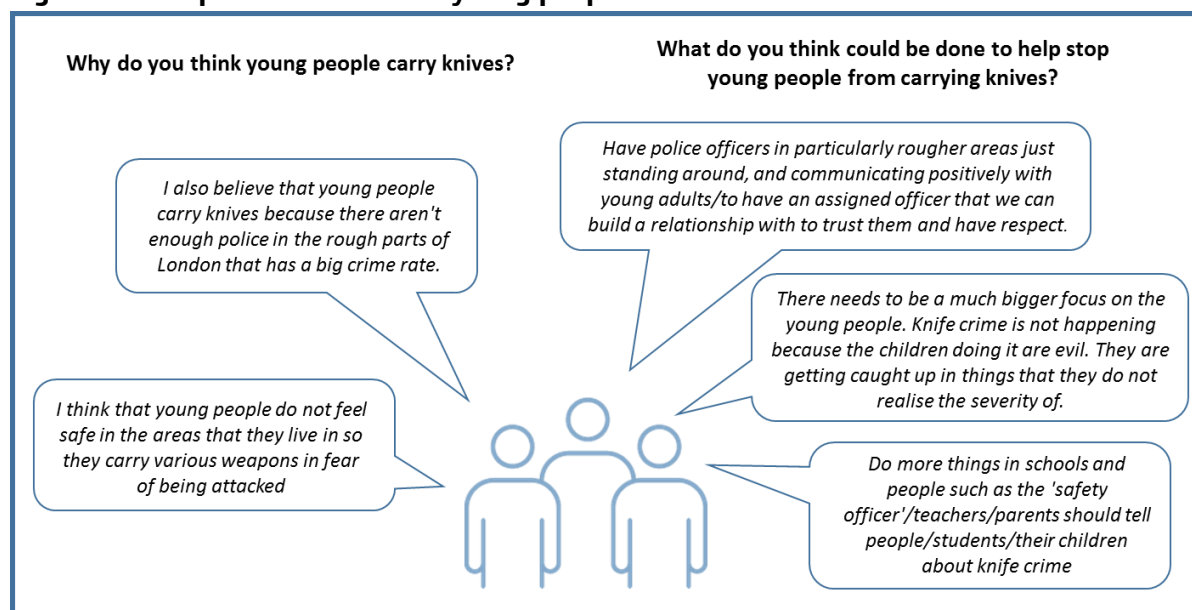 Why do you think young people carry knives?
I also believe that young people
carry knives because there aren't
enough police in the rough parts of
London that has a big crime rate.
I think that young people do not feel
safe in the areas that they live in so
they carry various weapons in fear
of being attacked
What do you think could be done to help stop
young people from carrying knives?
Have police officers in particularly rougher areas just
standing around, and communicating positively with
young adults/to have an assigned officer that we can
build a relationship with to trust them and have respect.
There needs to be a much bigger focus on the
young people. Knife crime is not happening
because the children doing it are evil. They are
getting caught up in things that they do not
realise the severity of.
Do more things in schools and
people such as the 'safety
officer'/teachers/parents should tell
people/students/their children
about knife crime